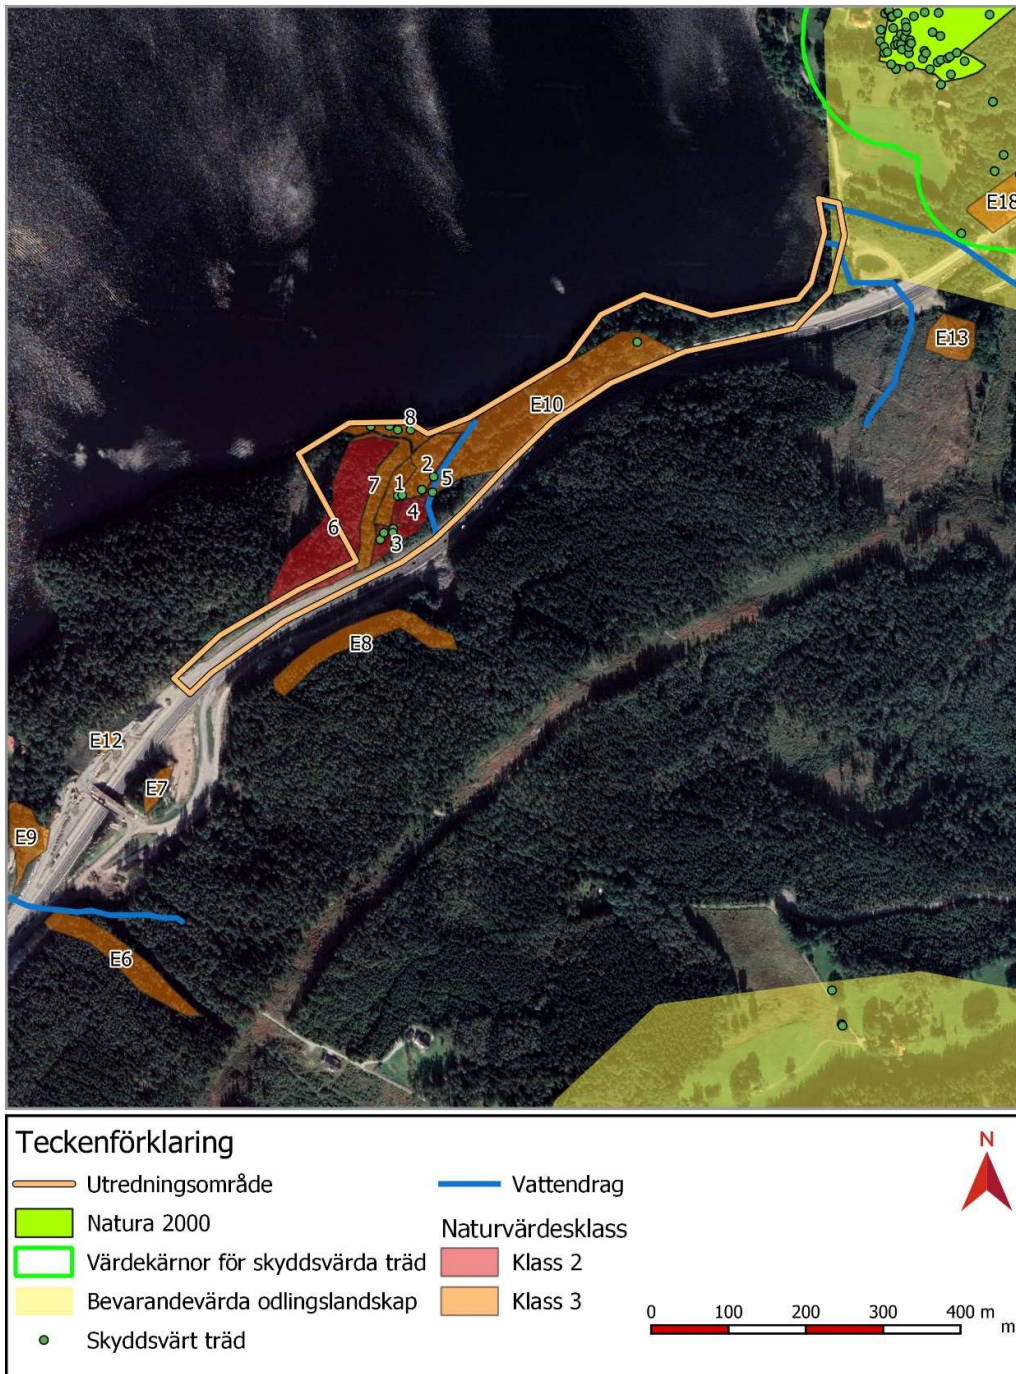 E18
E13
E10
8
2
7
1
5
4
6
3
E8
E12
E7
E9
E6
Teckenförklaring
N
Utredningsområde
Vattendrag
Natura 2000
Naturvärdesklass
Värdekärnor för skyddsvärda träd
Klass 2
Bevarandevärda odlingslandskap
Klass 3
Skyddsvärt träd
0 100 200 300 400 m
m